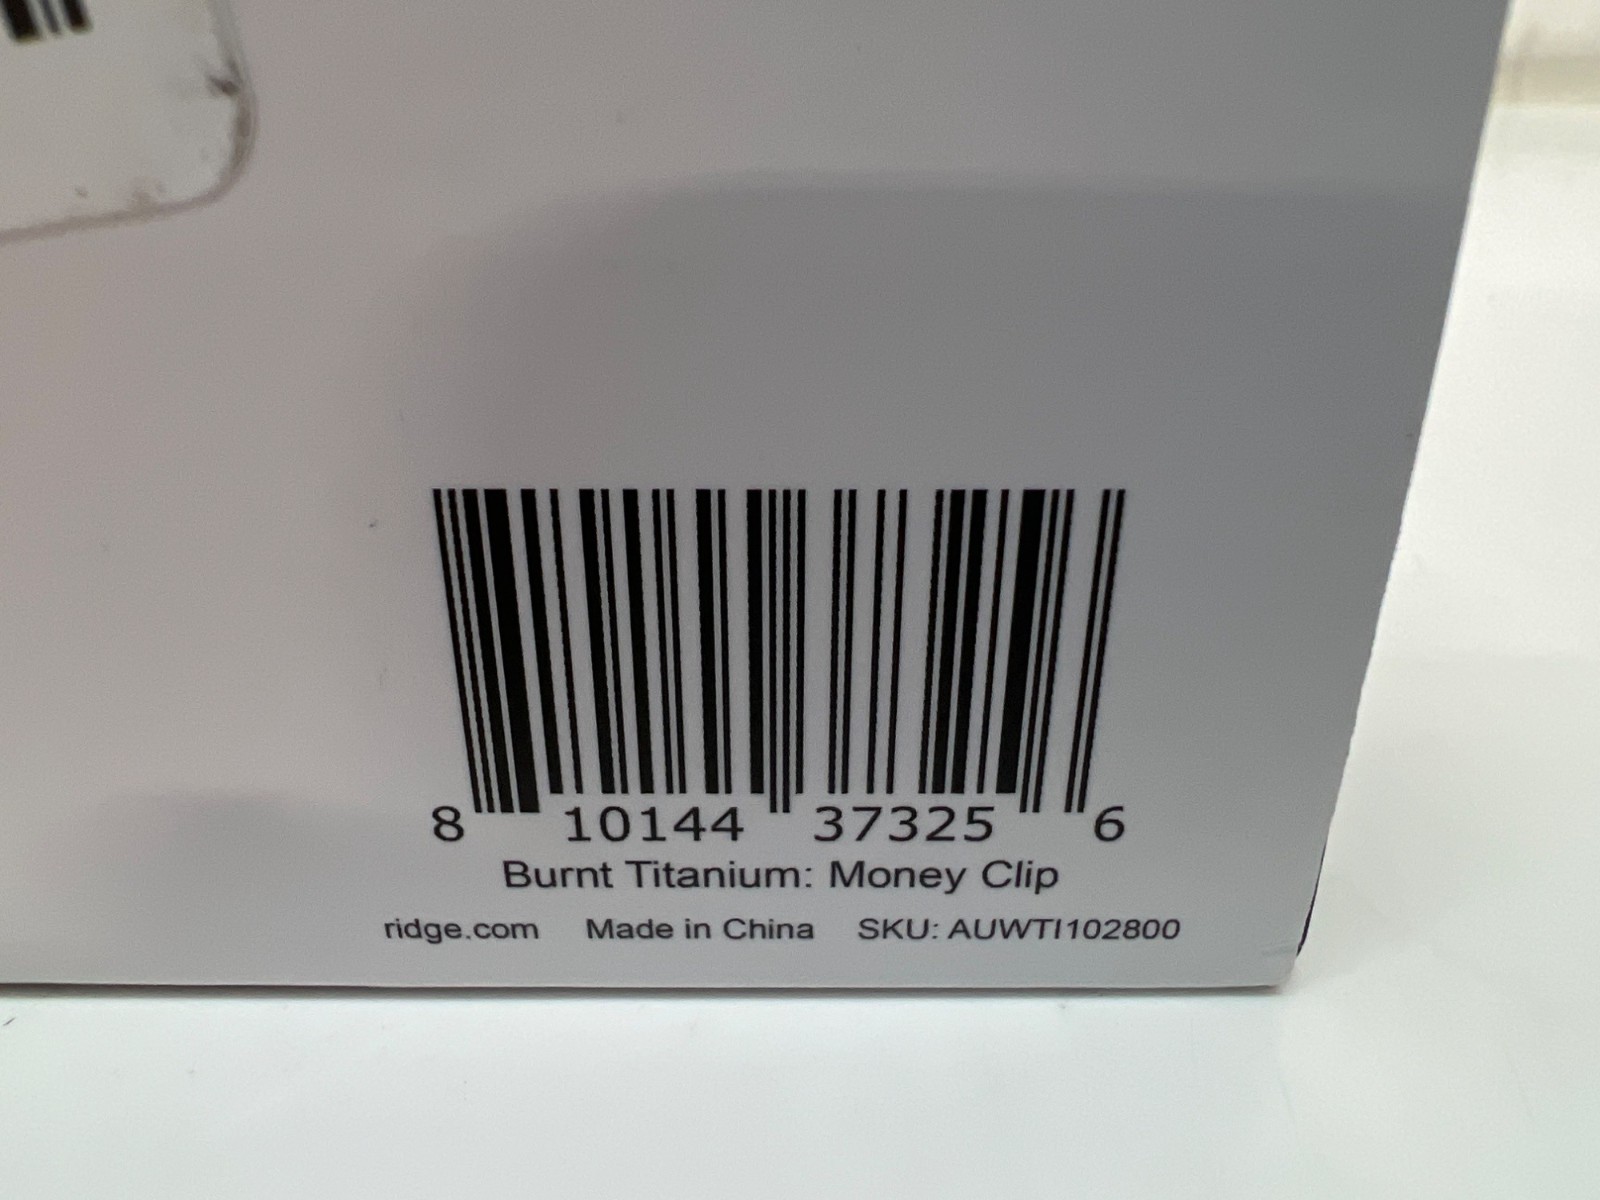 8 10144 37325 6
Burnt Titanium: Money Clip
ridge.com Made in China SKU: AUWTI102800